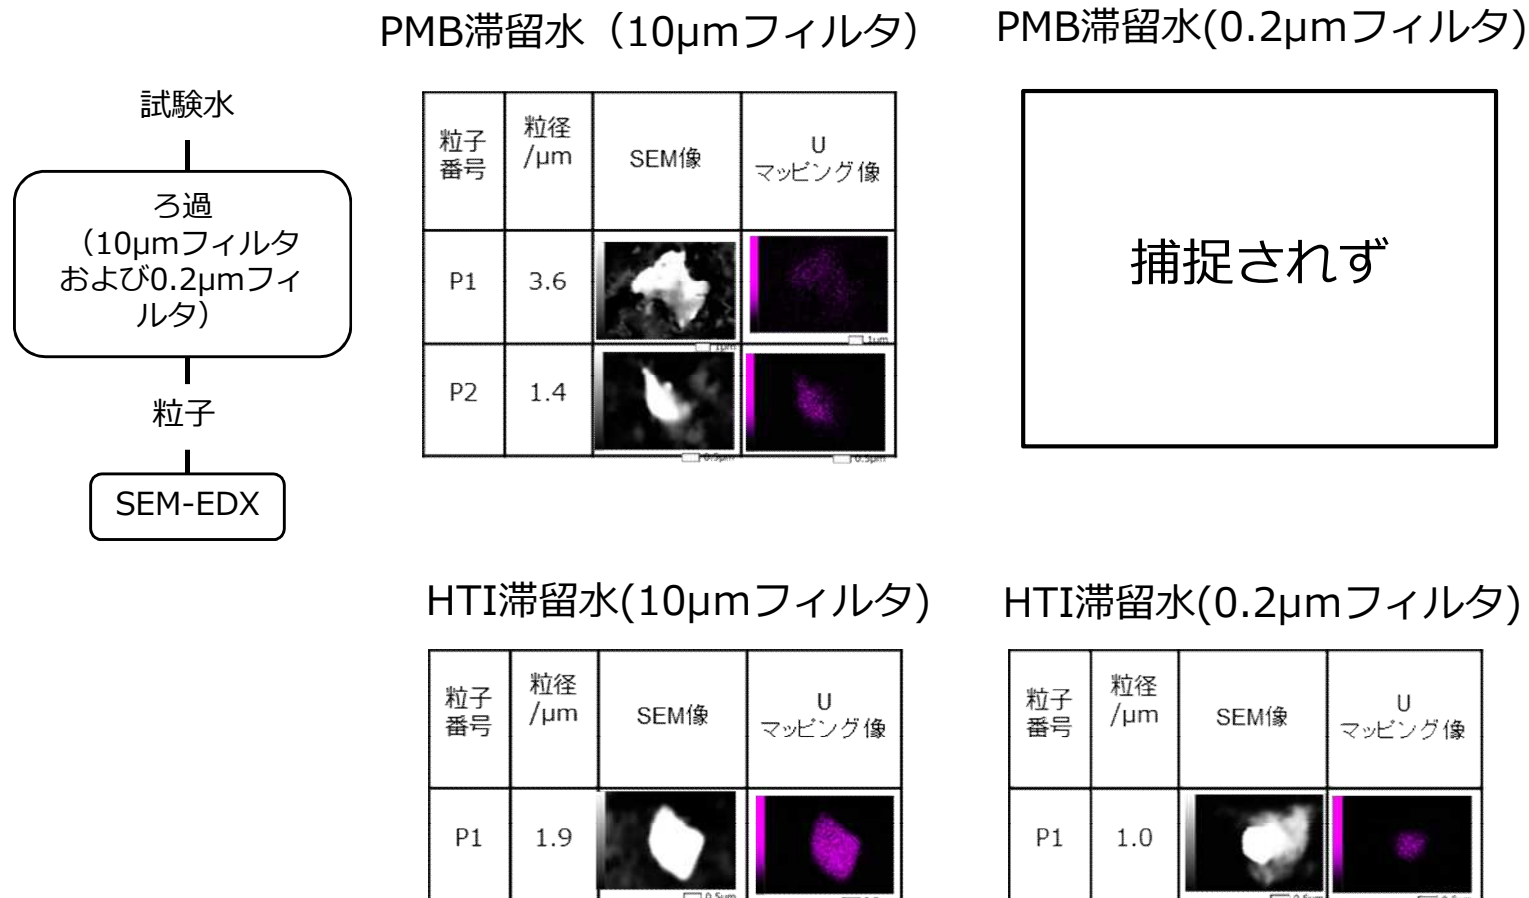 PMB滞留水（10μmフィルタ）
PMB滞留水(0.2μmフィルタ)
試験水
ろ過
（10μmフィルタ
および0.2μmフィ
ルタ）
粒子
SEM-EDX
粒子
番号
粒径
/μm
SEM像
U
マッピング像
P1
3.6
1μm
1μm
P2
1.4
0.5μm
0.5μm
捕捉されず
HTI滞留水(10μmフィルタ)
HTI滞留水(0.2μmフィルタ)
粒子
番号
粒径
/μm
SEM像
U
マッピング像
P1
1.9
0.5μm
粒子
番号
粒径
/μm
SEM像
U
マッピング像
P1
1.0